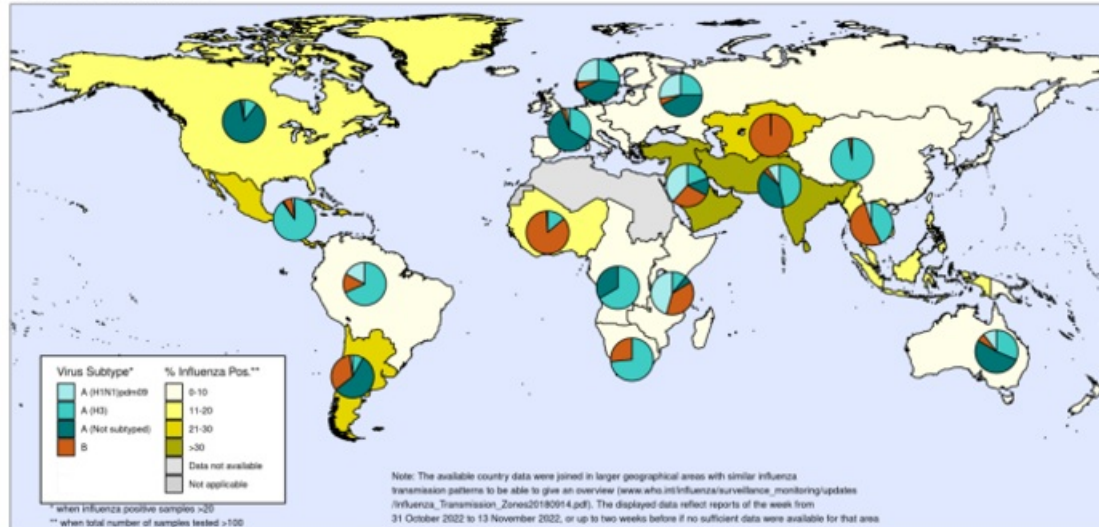 Virus Subtype*
A (H1N1)pdm09
A (H3)
A (Not subtyped)
B
% Influenza Pos.**
0-10
11-20
21-30
>30
Data not available
Not applicable
* when influenza positive samples >20
** when total number of samples tested >100
Note: The available country data were joined in larger geographical areas with similar influenza
transmission patterns to be able to give an overview (www.who.int/influenza/surveillance_monitoring/updates
/Influenza_Transmission_Zones20180914.pdf). The displayed data reflect reports of the week from
31 October 2022 to 13 November 2022, or up to two weeks before if no sufficient data were available for that area